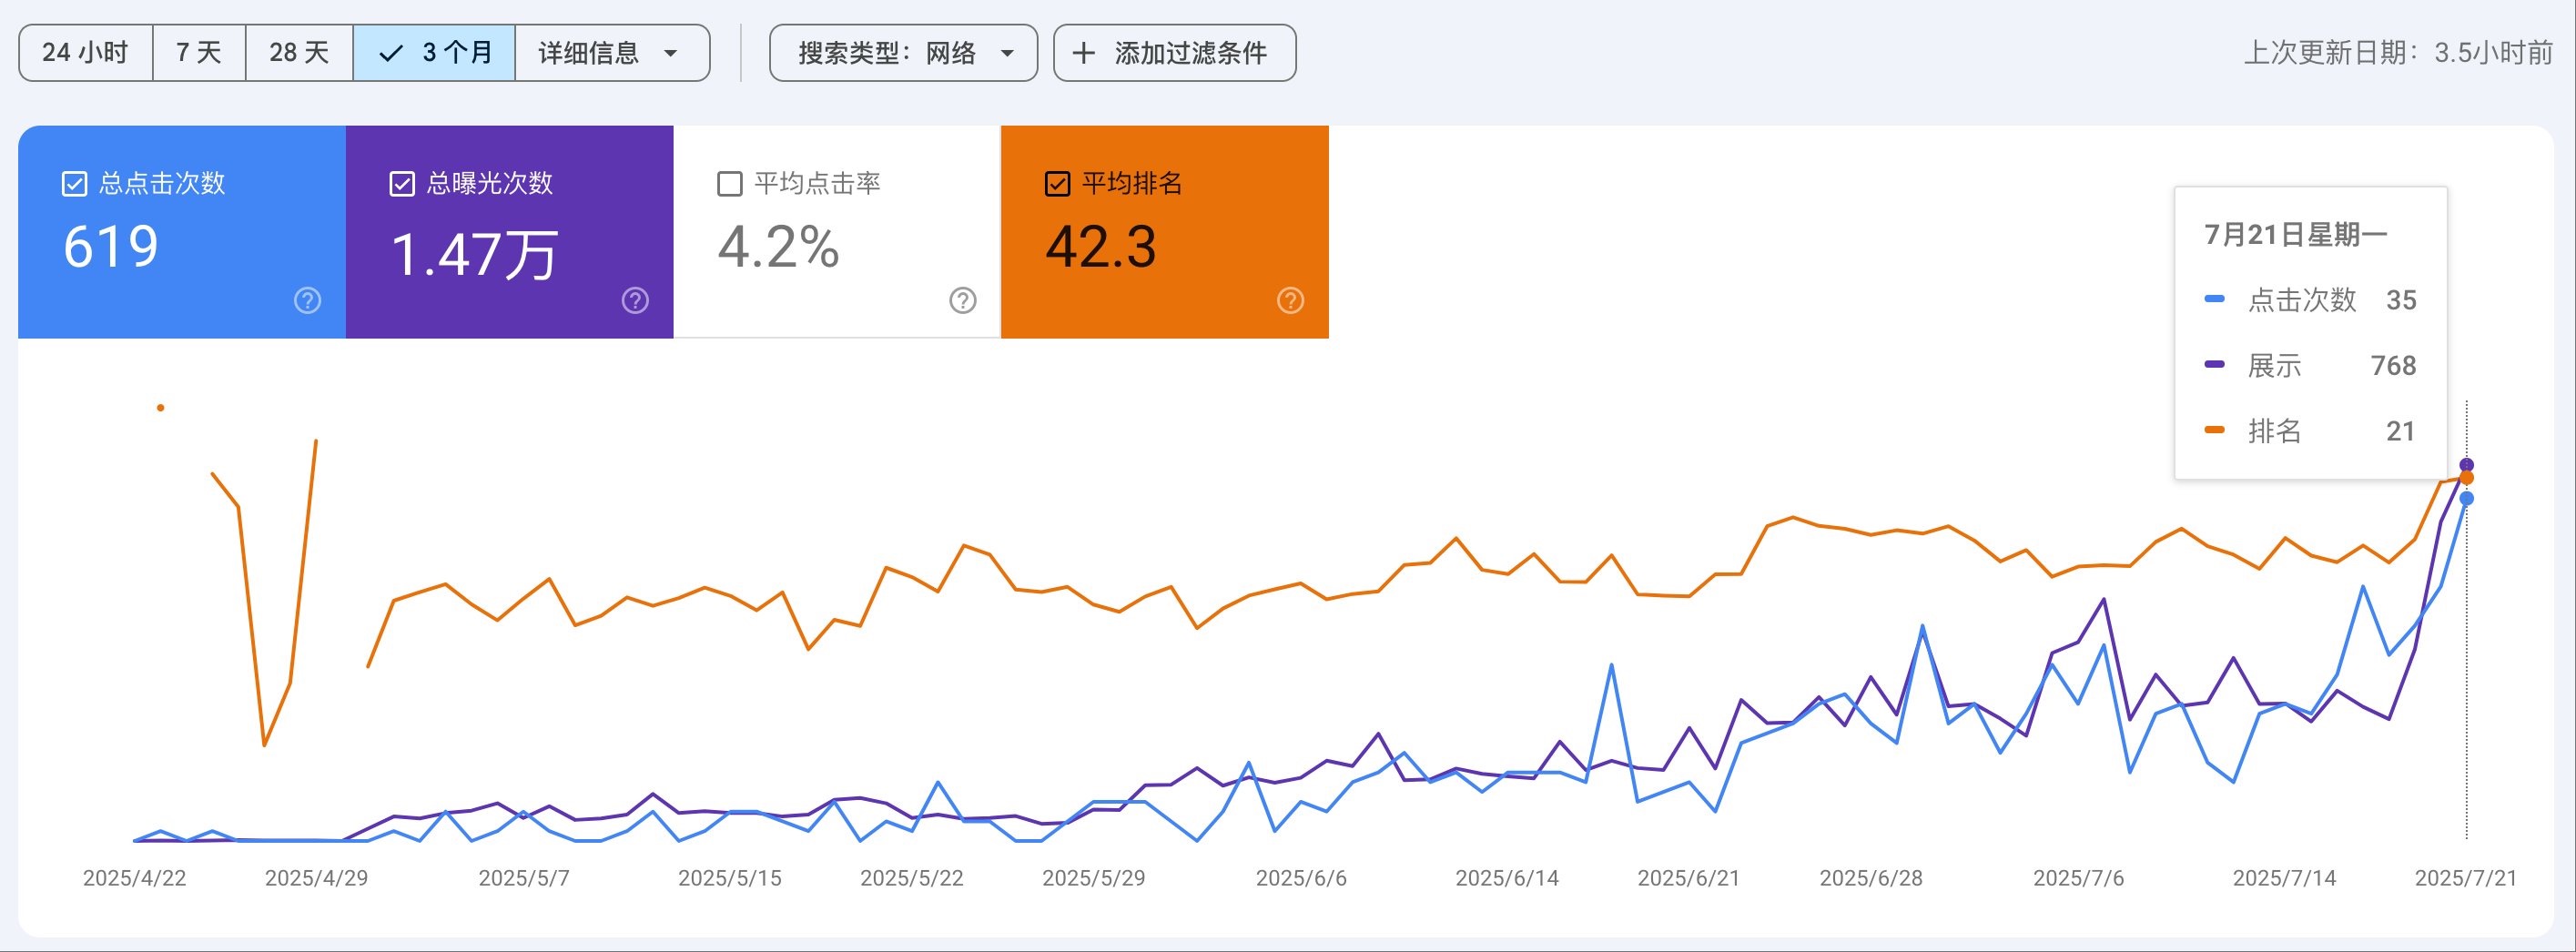 24 小时 7 天 28 天 3 个月 详细信息 搜索类型：网络 添加过滤条件 上次更新日期：3.5小时前
总点击次数 总曝光次数 平均点击率 平均排名
619 1.47万 4.2% 42.3
7月21日星期一
点击次数 35
展示 768
排名 21
2025/4/22 2025/4/29 2025/5/7 2025/5/15 2025/5/22 2025/5/29 2025/6/6 2025/6/14 2025/6/21 2025/6/28 2025/7/6 2025/7/14 2025/7/21